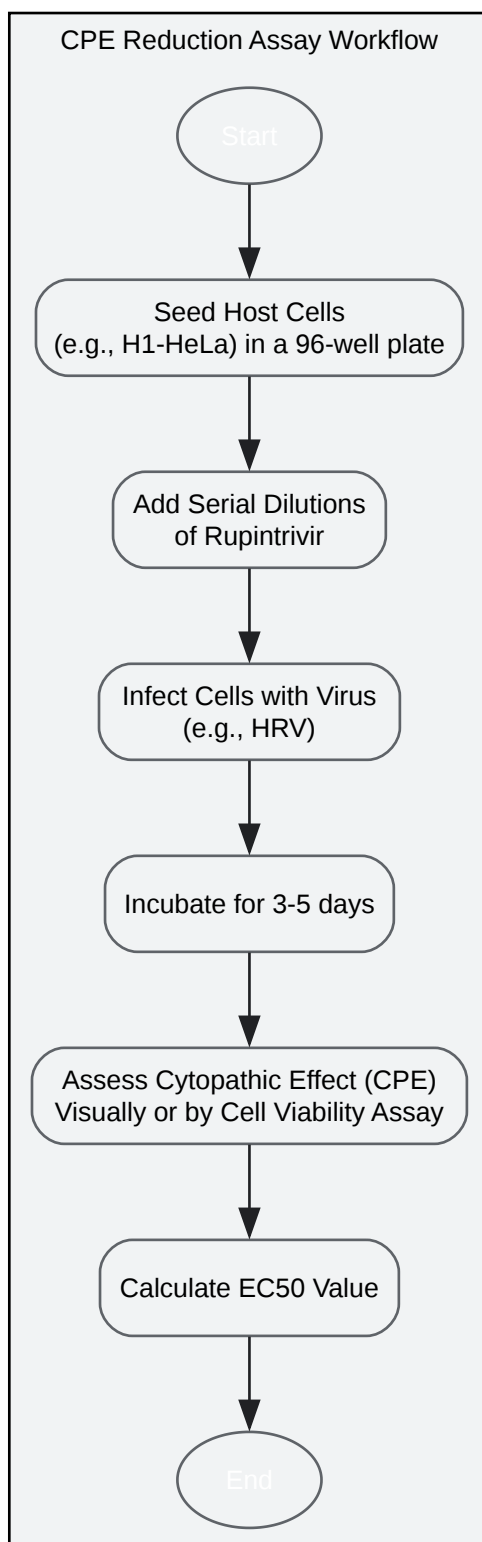 CPE Reduction Assay Workflow
Start
Seed Host Cells
(e.g., H1-HeLa) in a 96-well plate
Add Serial Dilutions
of Rupintrivir
Infect Cells with Virus
(e.g., HRV)
Incubate for 3-5 days
Assess Cytopathic Effect (CPE)
Visually or by Cell Viability Assay
Calculate EC50 Value
End